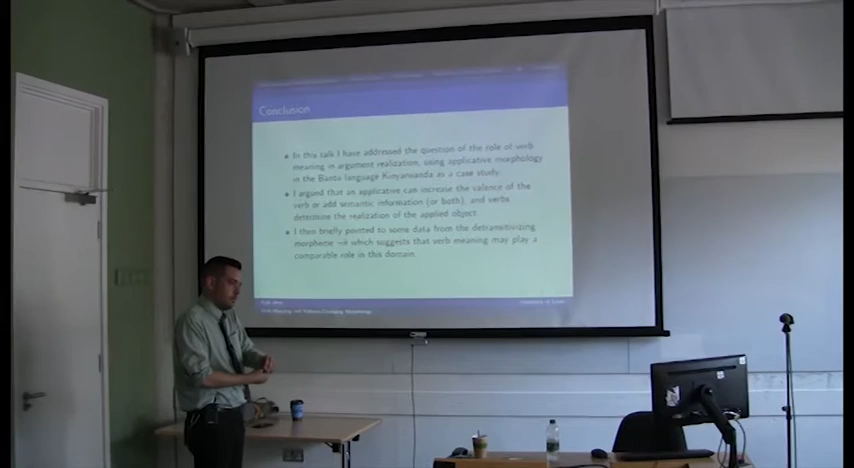 Conclusion
In this talk I have addressed the question of the role of verb
meaning in argument realization, using applicative morphology
in the Bantu language Kinyarwanda as a case study.
I argued that an applicative can increase the valence of the
verb or add semantic information (or both), and verbs
determine the realization of the applied object.
I then briefly pointed to some data from the detransitivizing
morpheme which suggests that verb meaning may play a
comparable role in this domain.